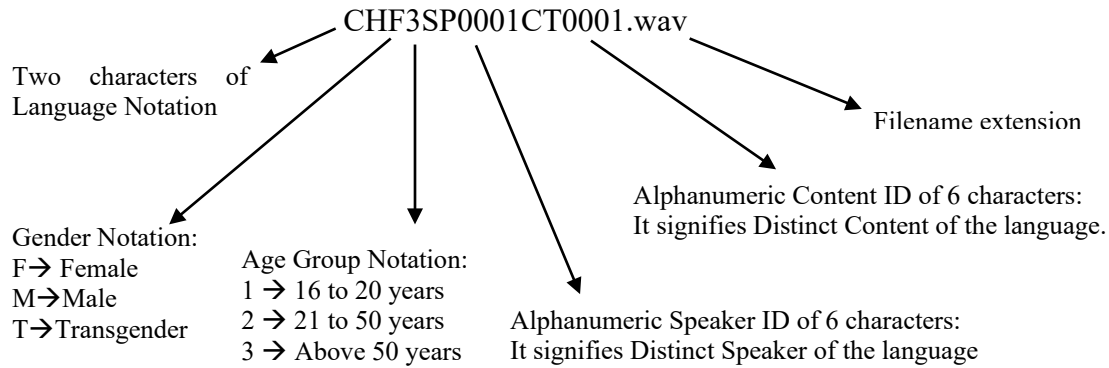 CHF3SP0001CT0001.wav
Two characters of
Language Notation
Filename extension
Alphanumeric Content ID of 6 characters:
It signifies Distinct Content of the language.
Gender Notation:
F→ Female
M→Male
T→Transgender
Age Group Notation:
1 → 16 to 20 years
2 → 21 to 50 years
3 → Above 50 years
Alphanumeric Speaker ID of 6 characters:
It signifies Distinct Speaker of the language